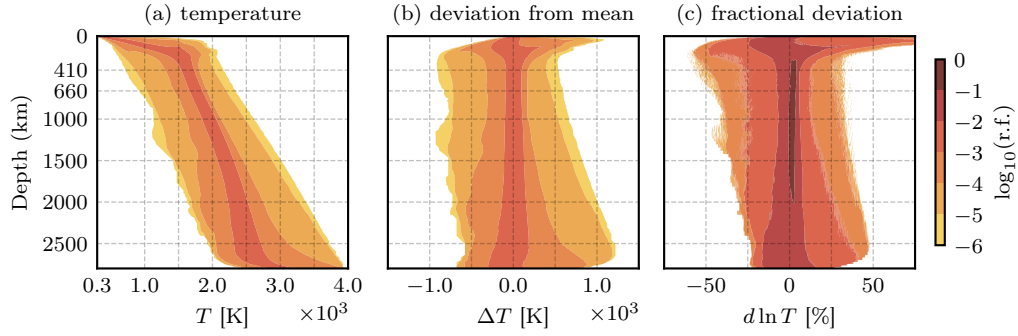 (a) temperature
(b) deviation from mean
(c) fractional deviation
Depth (km)
0
410
660
1000
1500
2000
2500
0.3 1.0 2.0 3.0 4.0
T [K] ×10³
−1.0 0.0 1.0
ΔT [K] ×10³
−50 0 50
d ln T [%]
0
−1
−2
−3
−4
−5
−6
log₁₀(r.f.)